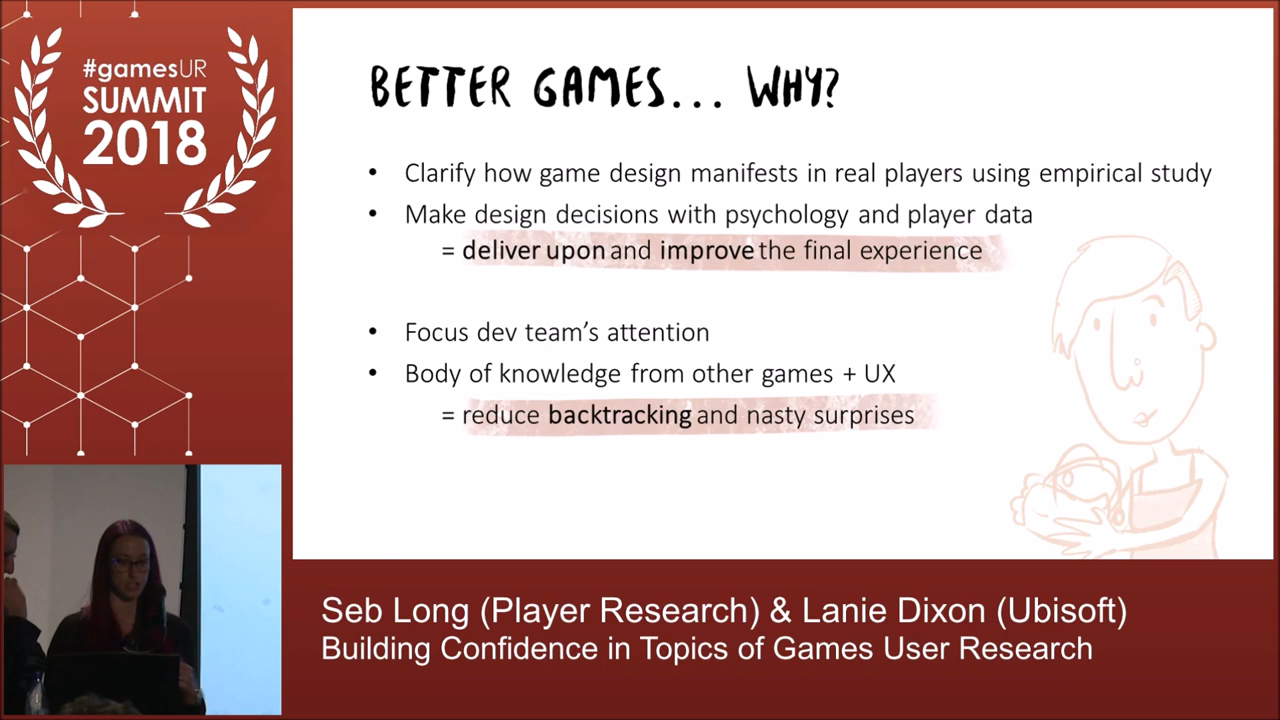 #gamesUR
SUMMIT
2018
BETTER GAMES... WHY?
• Clarify how game design manifests in real players using empirical study
• Make design decisions with psychology and player data
= deliver upon and improve the final experience
• Focus dev team’s attention
• Body of knowledge from other games + UX
= reduce backtracking and nasty surprises
Seb Long (Player Research) & Lanie Dixon (Ubisoft)
Building Confidence in Topics of Games User Research